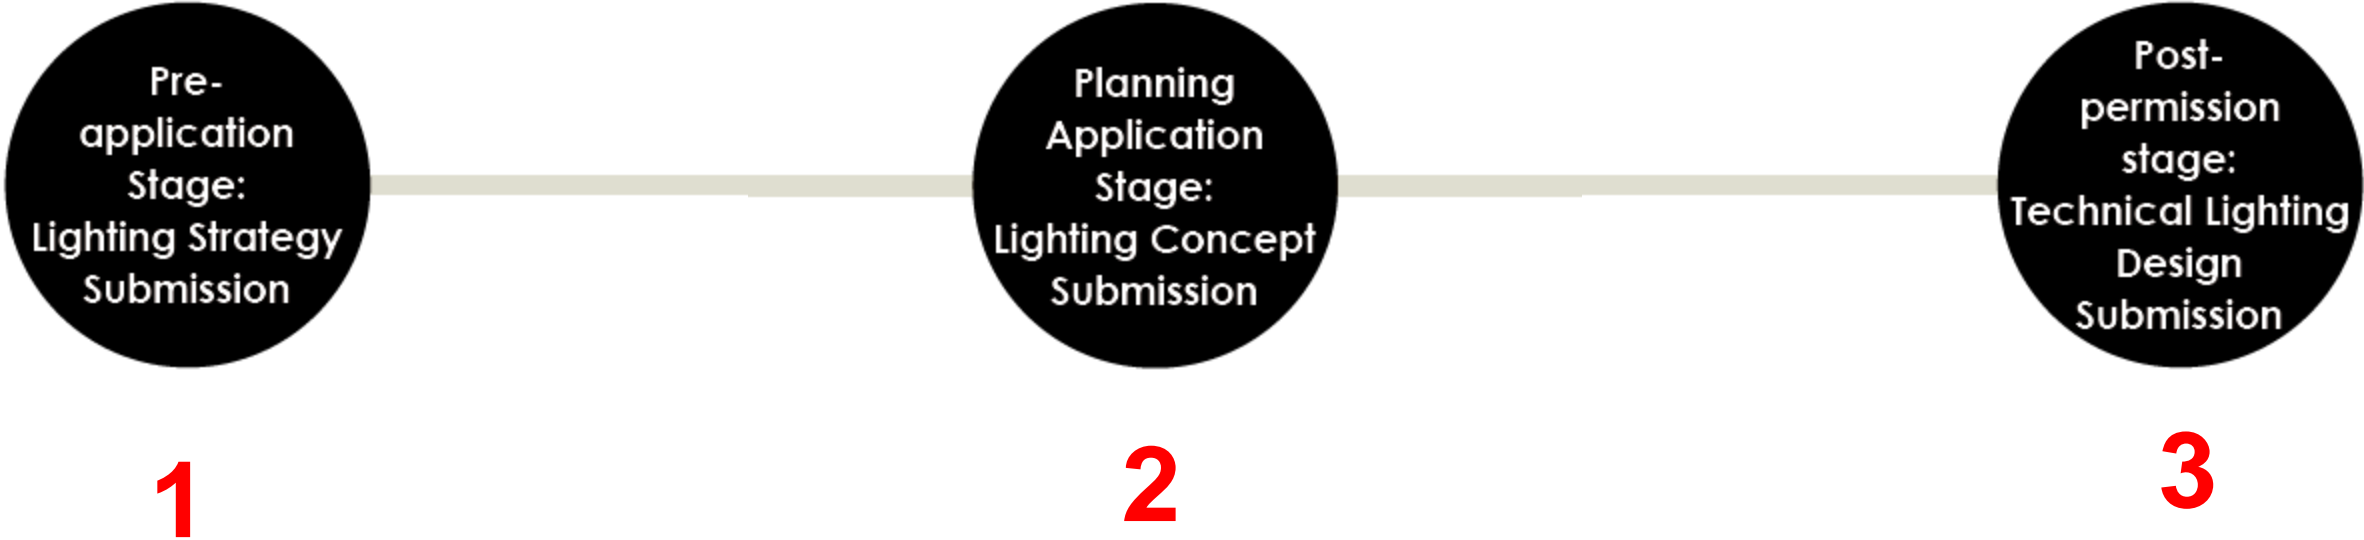 Pre-
application
Stage:
Lighting Strategy
Submission
Planning
Application
Stage:
Lighting Concept
Submission
Post-
permission
stage:
Technical Lighting
Design
Submission
1
2
3